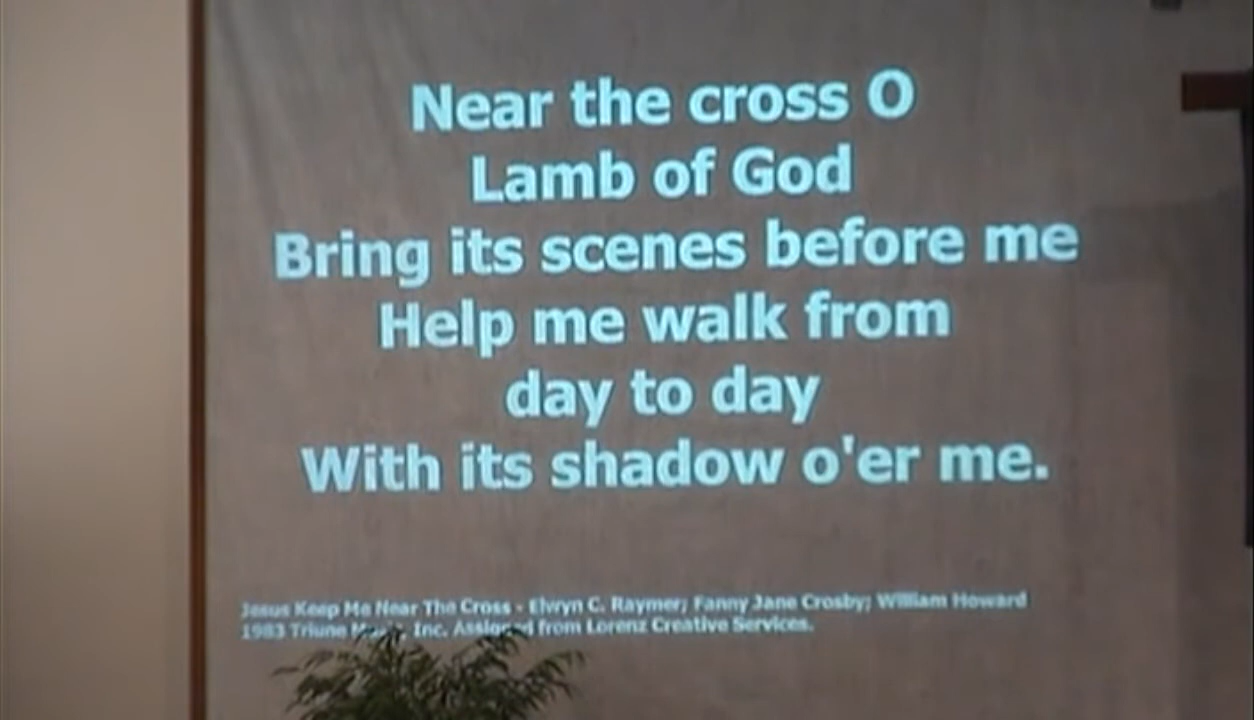 Near the cross O
Lamb of God
Bring its scenes before me
Help me walk from
day to day
With its shadow o'er me.
Jesus Keep Me Near The Cross - Elwyn C. Raymer; Fanny Jane Crosby; William Howard
1983 Triune Inc. Assigned from Lorenz Creative Services.